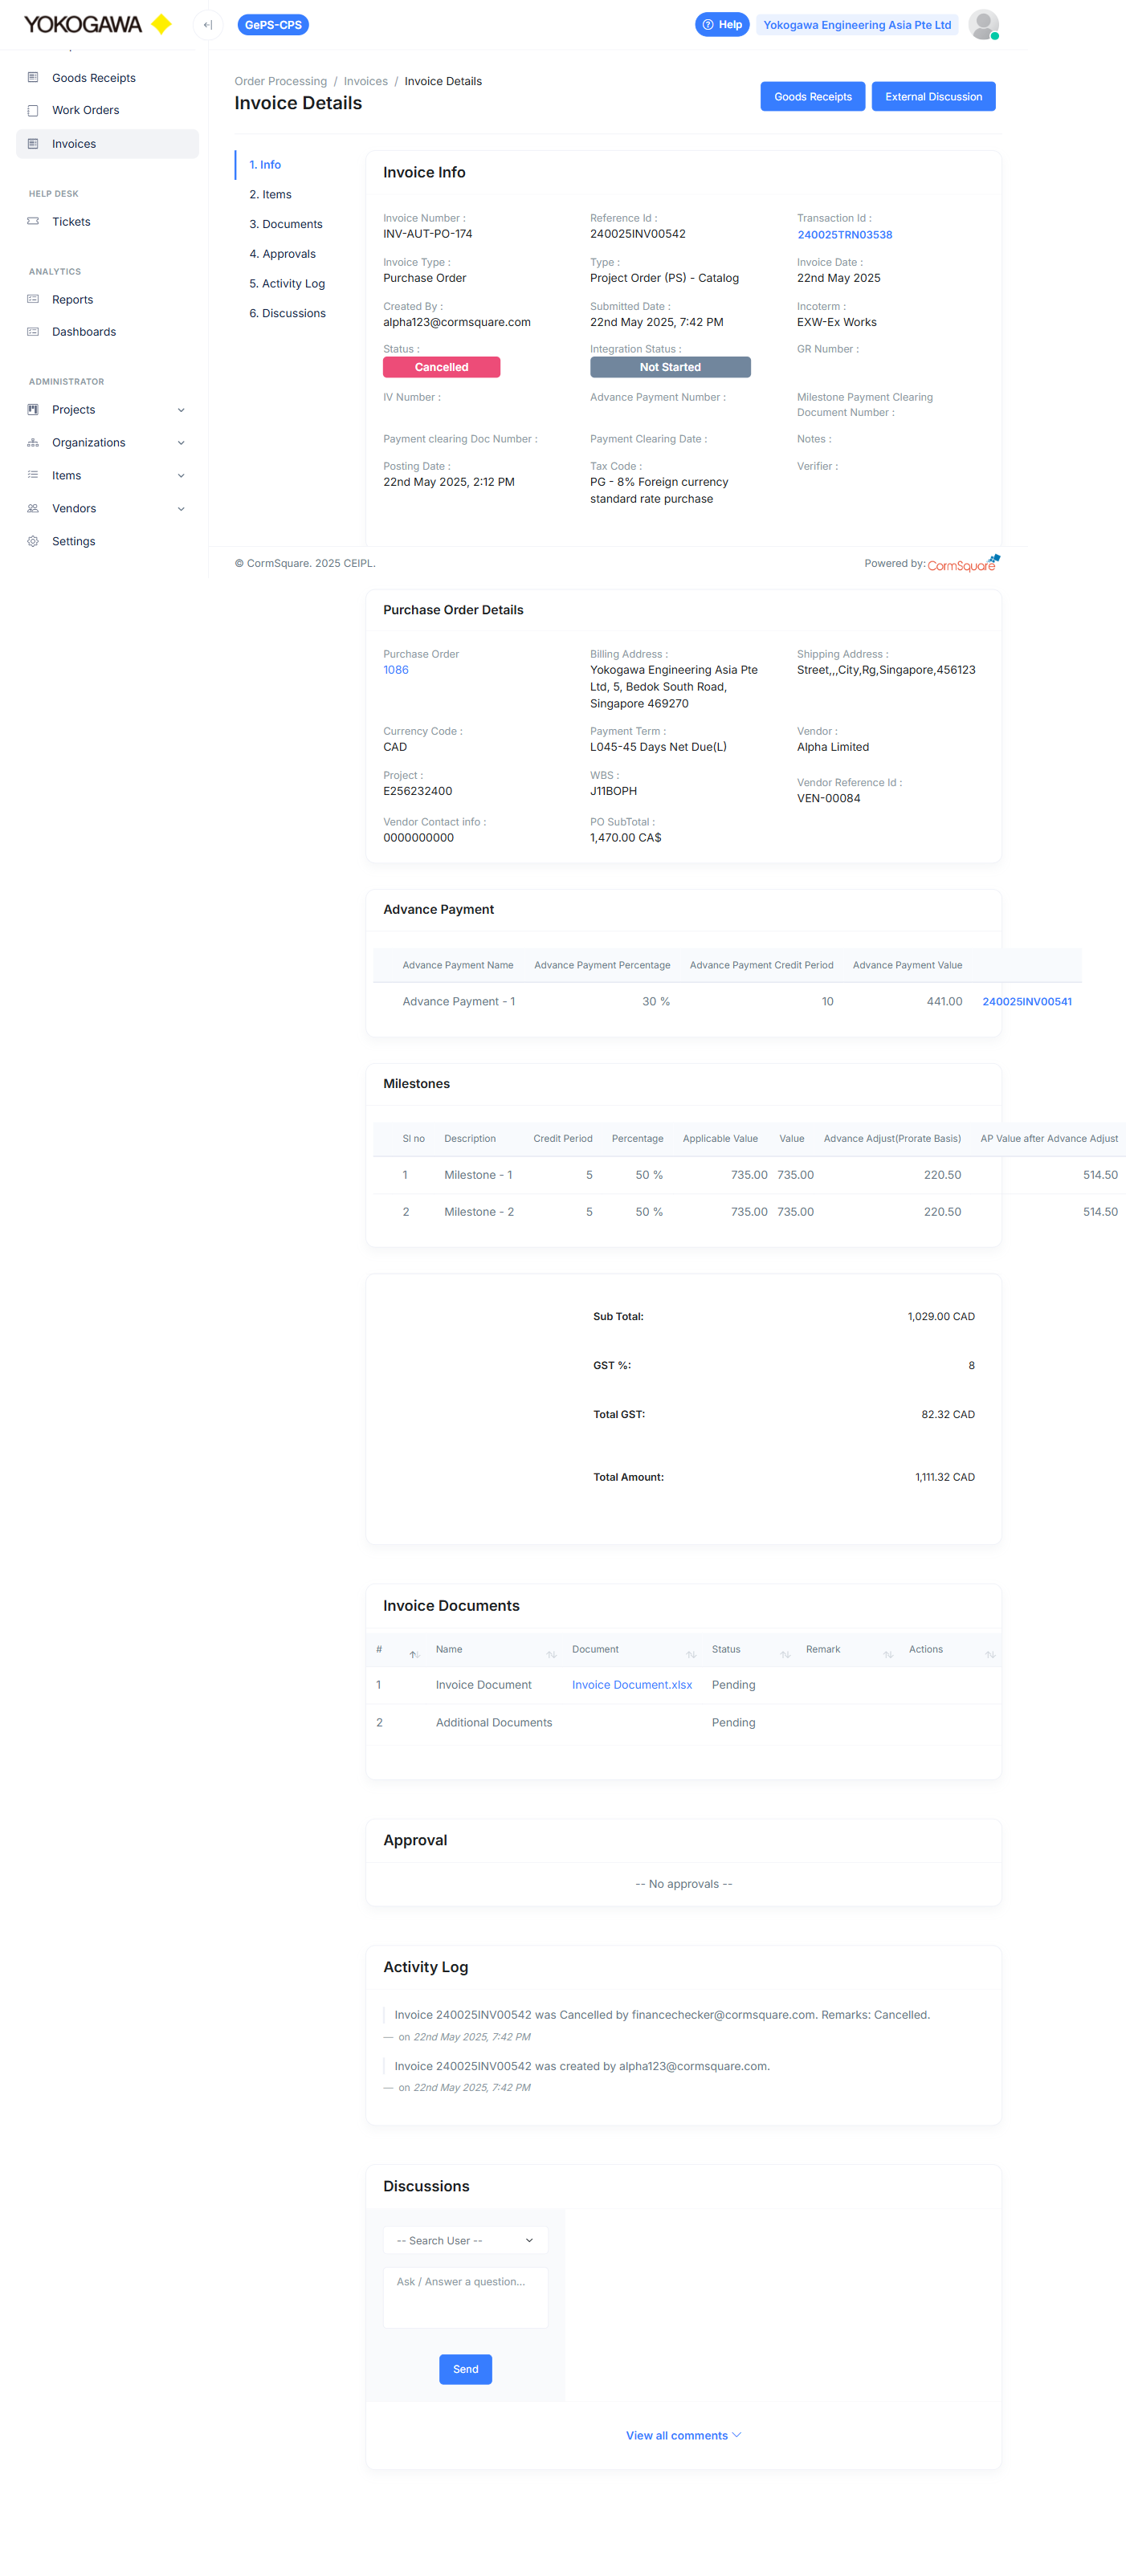 YOKOGAWA
GePS-CPS
Help
Yokogawa Engineering Asia Pte Ltd
Goods Receipts
Work Orders
Invoices
HELP DESK
Tickets
ANALYTICS
Reports
Dashboards
ADMINISTRATOR
Projects
Organizations
Items
Vendors
Settings
Order Processing / Invoices / Invoice Details
Invoice Details
Goods Receipts
External Discussion
1. Info
2. Items
3. Documents
4. Approvals
5. Activity Log
6. Discussions
Invoice Info
Invoice Number :
INV-AUT-PO-174
Reference Id :
240025INV00542
Transaction Id :
240025TRN03538
Invoice Type :
Purchase Order
Type :
Project Order (PS) - Catalog
Invoice Date :
22nd May 2025
Created By :
alpha123@cormsquare.com
Submitted Date :
22nd May 2025, 7:42 PM
Incoterm :
EXW-Ex Works
Status :
Cancelled
Integration Status :
Not Started
GR Number :
IV Number :
Advance Payment Number :
Milestone Payment Clearing
Document Number :
Payment clearing Doc Number :
Payment Clearing Date :
Notes :
Posting Date :
22nd May 2025, 2:12 PM
Tax Code :
PG - 8% Foreign currency
standard rate purchase
Verifier :
© CormSquare. 2025 CEIPL.
Powered by: CormSquare
Purchase Order Details
Purchase Order
1086
Billing Address :
Yokogawa Engineering Asia Pte
Ltd, 5, Bedok South Road,
Singapore 469270
Shipping Address :
Street,,,City,Rg,Singapore,456123
Currency Code :
CAD
Payment Term :
L045-45 Days Net Due(L)
Vendor :
Alpha Limited
Project :
E256232400
WBS :
J11BOPH
Vendor Reference Id :
VEN-00084
Vendor Contact info :
0000000000
PO SubTotal :
1,470.00 CA$
Advance Payment
Advance Payment Name Advance Payment Percentage Advance Payment Credit Period Advance Payment Value
Advance Payment - 1 30 % 10 441.00 240025INV00541
Milestones
Sl no Description Credit Period Percentage Applicable Value Value Advance Adjust(Prorate Basis) AP Value after Advance Adjust
1 Milestone - 1 5 50 % 735.00 735.00 220.50 514.50
2 Milestone - 2 5 50 % 735.00 735.00 220.50 514.50
Sub Total: 1,029.00 CAD
GST %: 8
Total GST: 82.32 CAD
Total Amount: 1,111.32 CAD
Invoice Documents
# Name Document Status Remark Actions
1 Invoice Document Invoice Document.xlsx Pending
2 Additional Documents Pending
Approval
-- No approvals --
Activity Log
Invoice 240025INV00542 was Cancelled by financechecker@cormsquare.com. Remarks: Cancelled.
— on 22nd May 2025, 7:42 PM
Invoice 240025INV00542 was created by alpha123@cormsquare.com.
— on 22nd May 2025, 7:42 PM
Discussions
-- Search User --
Ask / Answer a question...
Send
View all comments